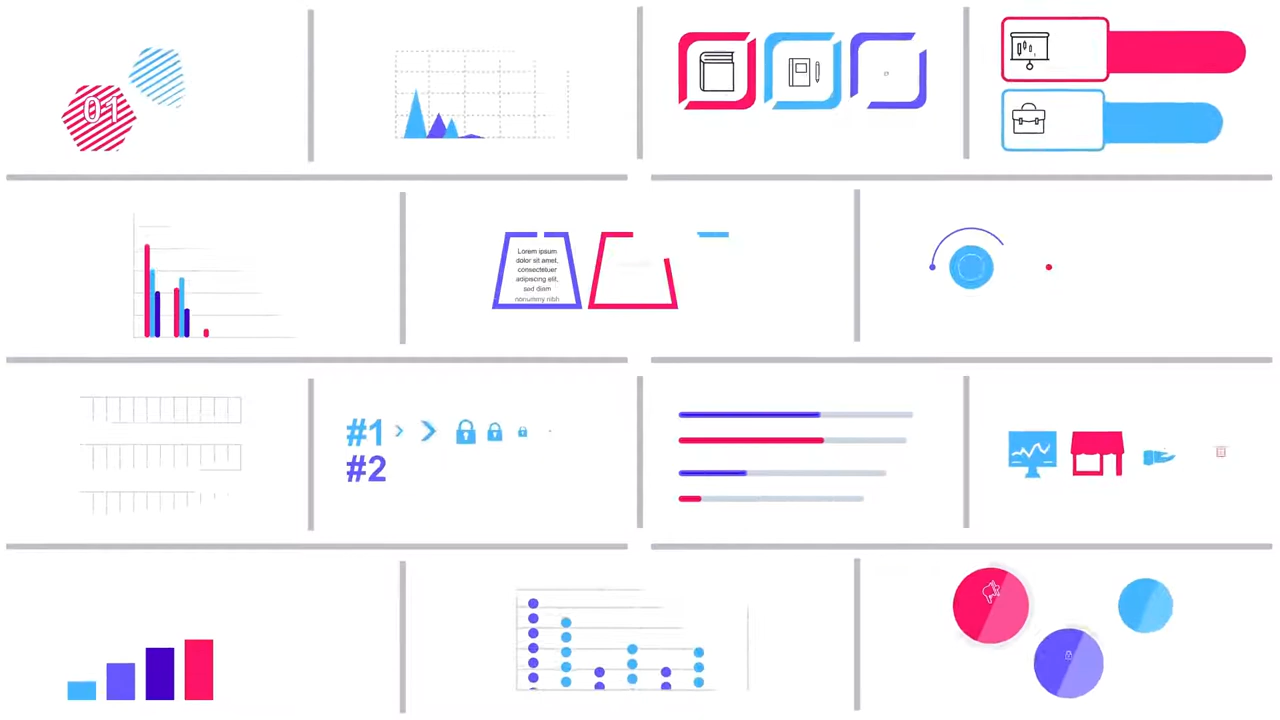 01
Lorem ipsum
dolor sit amet,
consectetuer
adipiscing elit,
sed diam
nonummy nibh
#1
#2